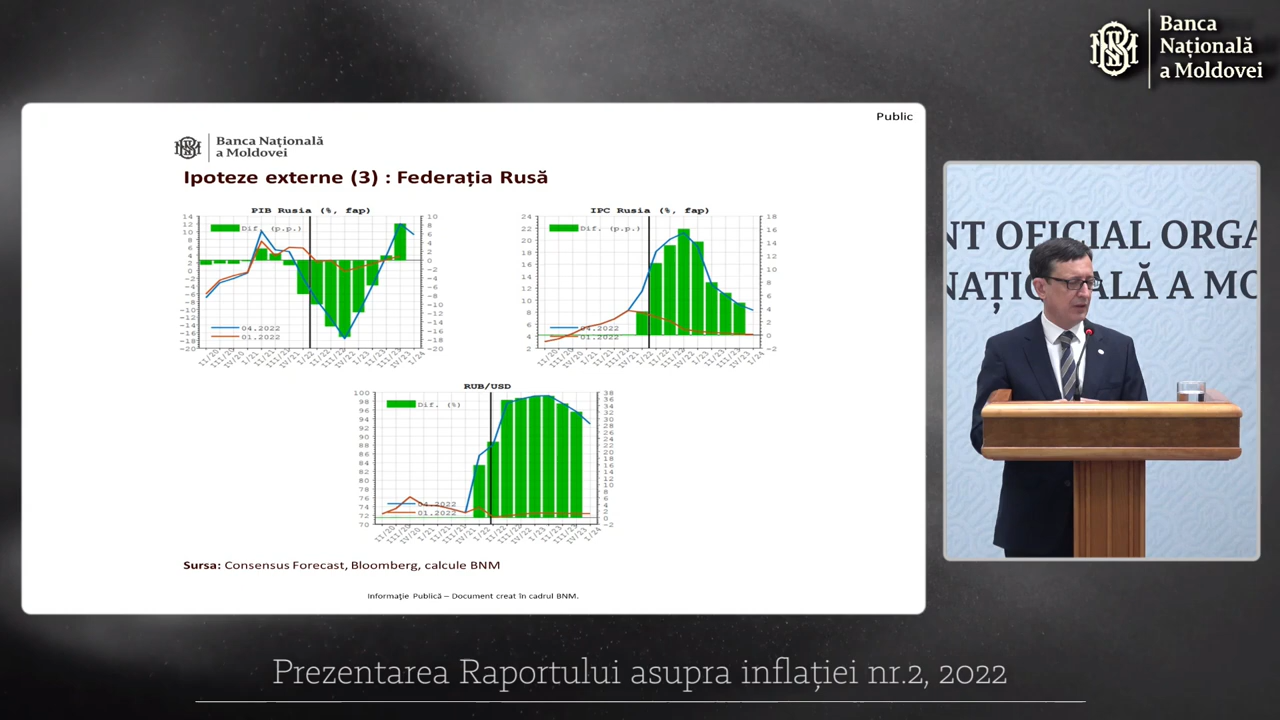 Banca
Națională
a Moldovei
Public
Banca Naţională
a Moldovei
Ipoteze externe (3) : Federația Rusă
PIB Rusia (%, fap)
Dif. (p.p.)
04.2022
01.2022
IPC Rusia (%, fap)
Dif. (p.p.)
04.2022
01.2022
RUB/USD
Dif. (%)
04.2022
01.2022
Sursa: Consensus Forecast, Bloomberg, calcule BNM
Informație Publică – Document creat în cadrul BNM.
NT OFICIAL ORGA
NAȚIO ALĂ A MO
Prezentarea Raportului asupra inflației nr.2, 2022